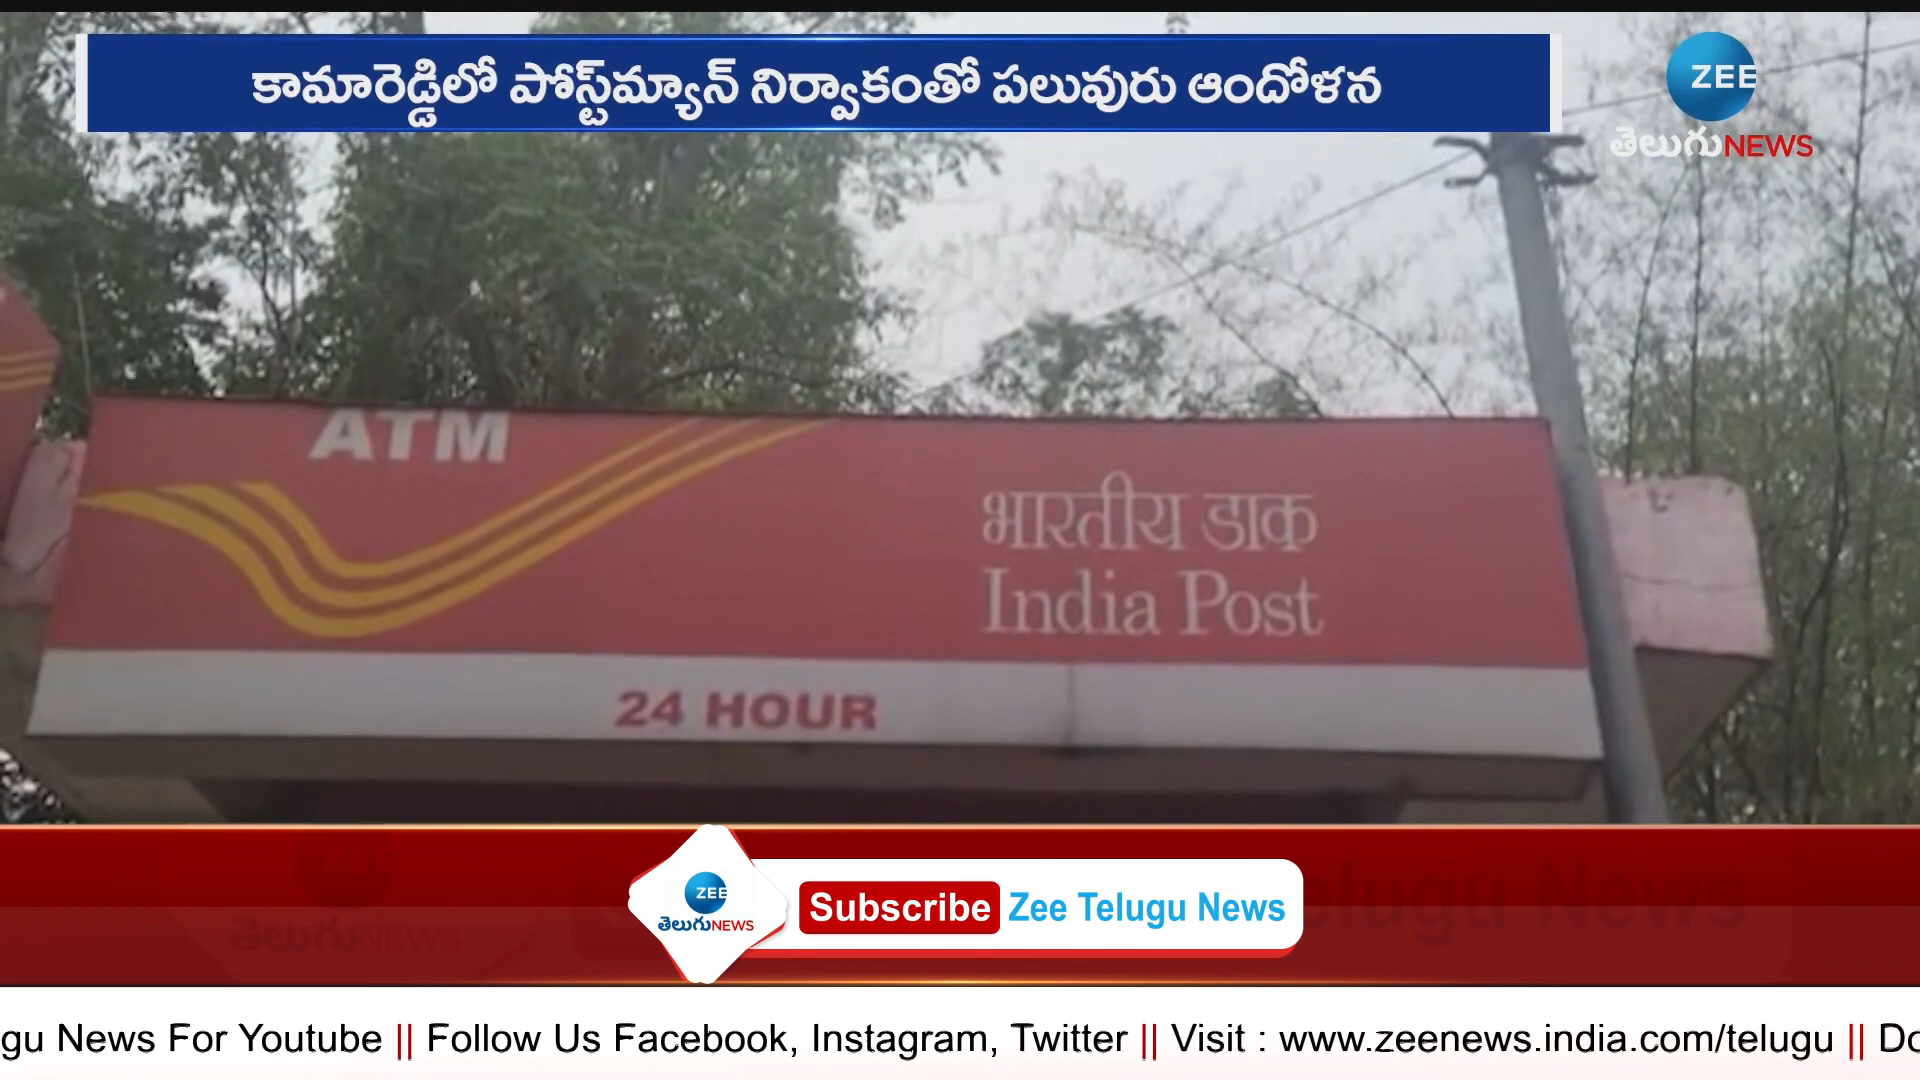 కామారెడ్డిలో పోస్ట్‌మ్యాన్ నిర్వాకంతో పలువురు ఆందోళన
ZEE
తెలుగు NEWS
ATM
भारतीय डाक
India Post
24 HOUR
ZEE
తెలుగు NEWS
Subscribe Zee Telugu News
gu News For Youtube || Follow Us Facebook, Instagram, Twitter || Visit : www.zeenews.india.com/telugu || Do